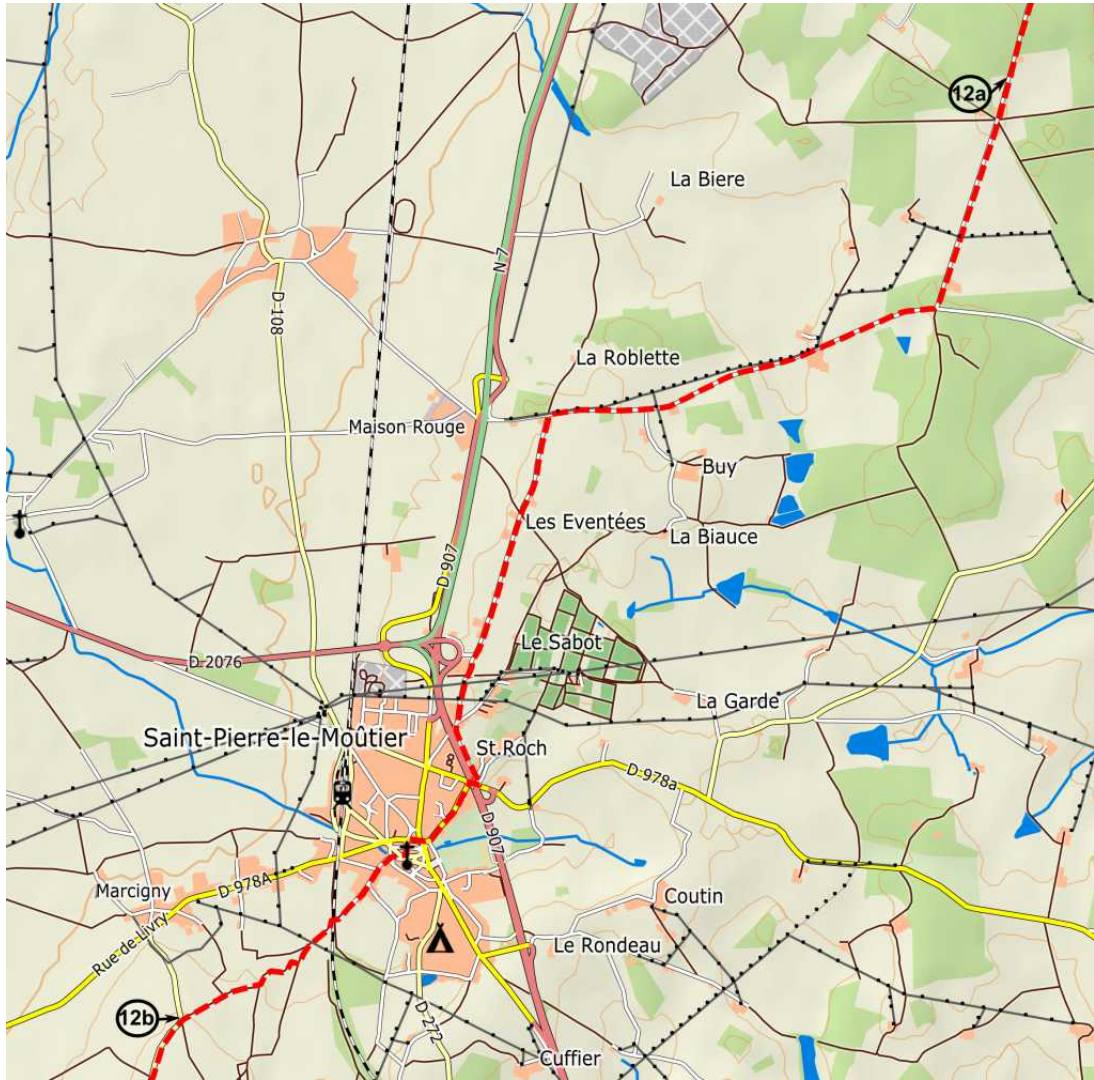 12a
La Biere
N 7
D 108
La Roblette
Maison Rouge
Buy
Les Eventées
La Biauce
D 907
Le Sabot
D 2076
La Garde
Saint-Pierre-le-Moûtier
St.Roch
D 978a
D 907
D 978A
Marcigny
Coutin
Rue de Livry
Le Rondeau
12b
D 272
Cuffier